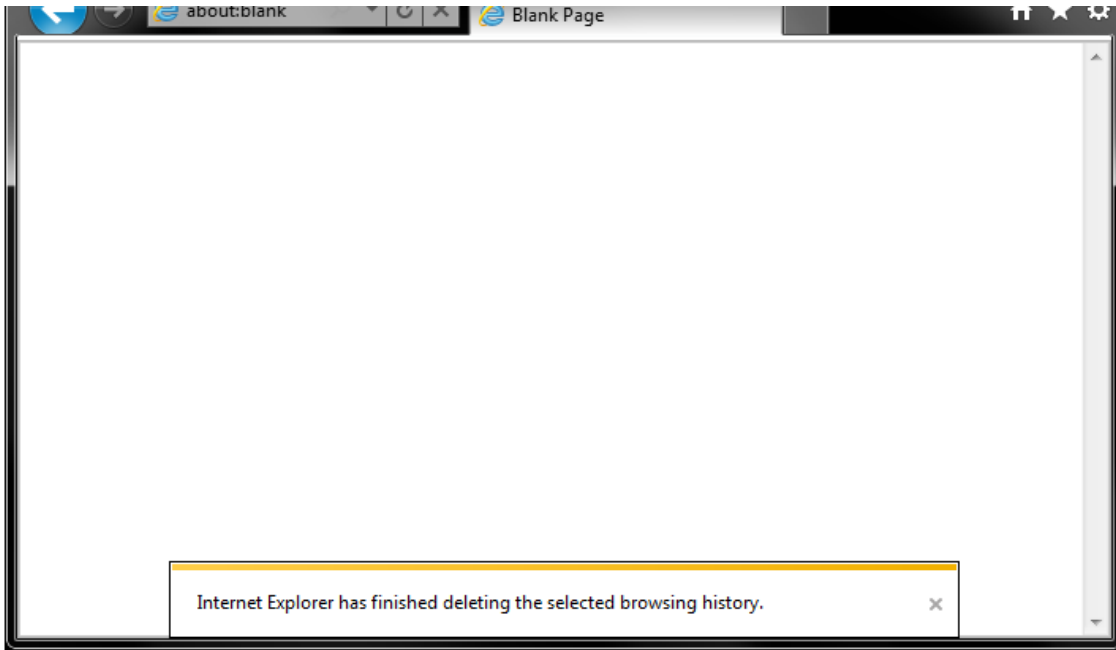 about:blank
Blank Page
Internet Explorer has finished deleting the selected browsing history.